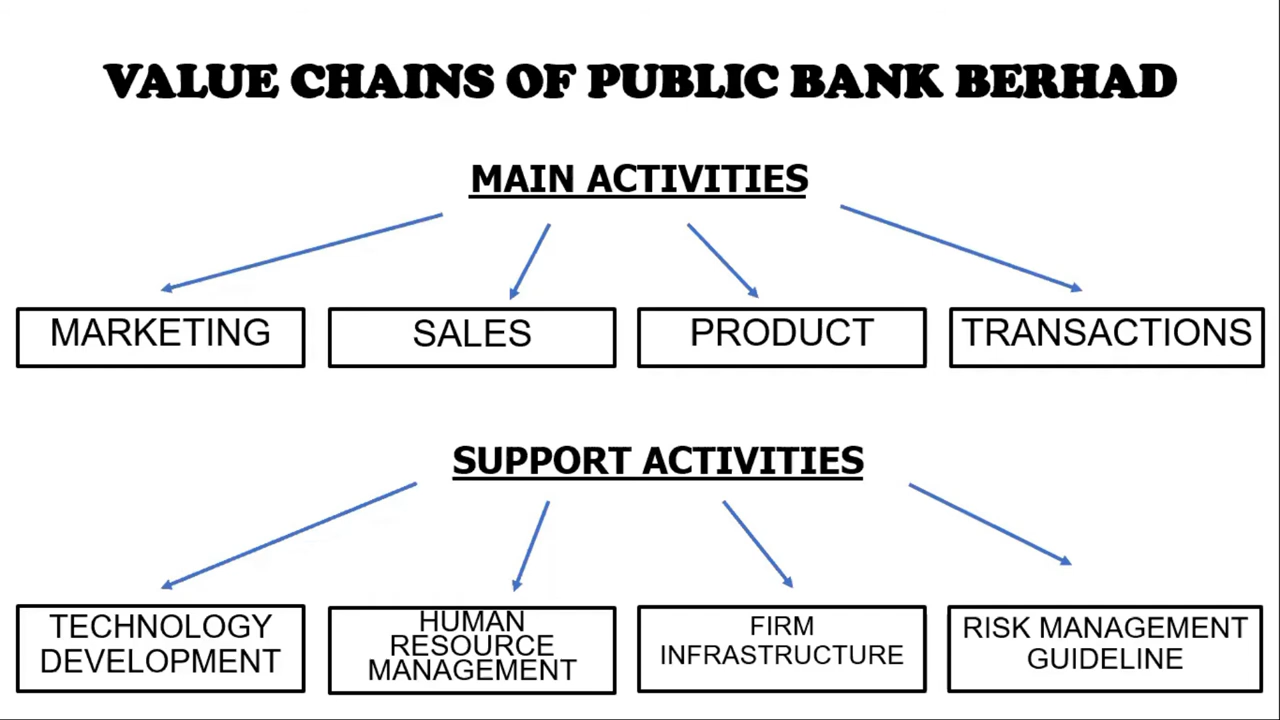 VALUE CHAINS OF PUBLIC BANK BERHAD
MAIN ACTIVITIES
MARKETING
SALES
PRODUCT
TRANSACTIONS
SUPPORT ACTIVITIES
TECHNOLOGY
DEVELOPMENT
HUMAN
RESOURCE
MANAGEMENT
FIRM
INFRASTRUCTURE
RISK MANAGEMENT
GUIDELINE